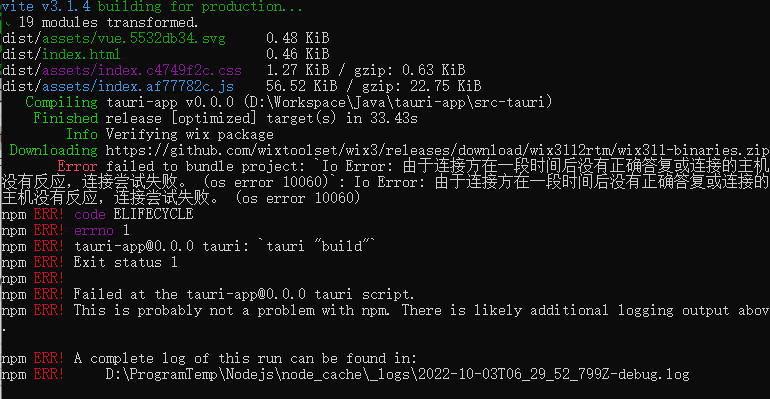 vite v3.1.4 building for production...
✓ 19 modules transformed.
dist/assets/vue.5532db34.svg     0.48 KiB
dist/index.html                  0.46 KiB
dist/assets/index.c4749f2c.css   1.27 KiB / gzip: 0.63 KiB
dist/assets/index.af77782c.js    56.52 KiB / gzip: 22.75 KiB
   Compiling tauri-app v0.0.0 (D:\Workspace\Java\tauri-app\src-tauri)
    Finished release [optimized] target(s) in 33.43s
        Info Verifying wix package
 Downloading https://github.com/wixtoolset/wix3/releases/download/wix3112rtm/wix311-binaries.zip
       Error failed to bundle project: `Io Error: 由于连接方在一段时间后没有正确答复或连接的主机
没有反应，连接尝试失败。 (os error 10060)`: Io Error: 由于连接方在一段时间后没有正确答复或连接的
主机没有反应，连接尝试失败。 (os error 10060)
npm ERR! code ELIFECYCLE
npm ERR! errno 1
npm ERR! tauri-app@0.0.0 tauri: `tauri "build"`
npm ERR! Exit status 1
npm ERR!
npm ERR! Failed at the tauri-app@0.0.0 tauri script.
npm ERR! This is probably not a problem with npm. There is likely additional logging output abov
.
npm ERR! A complete log of this run can be found in:
npm ERR!     D:\ProgramTemp\Nodejs\node_cache\_logs\2022-10-03T06_29_52_799Z-debug.log